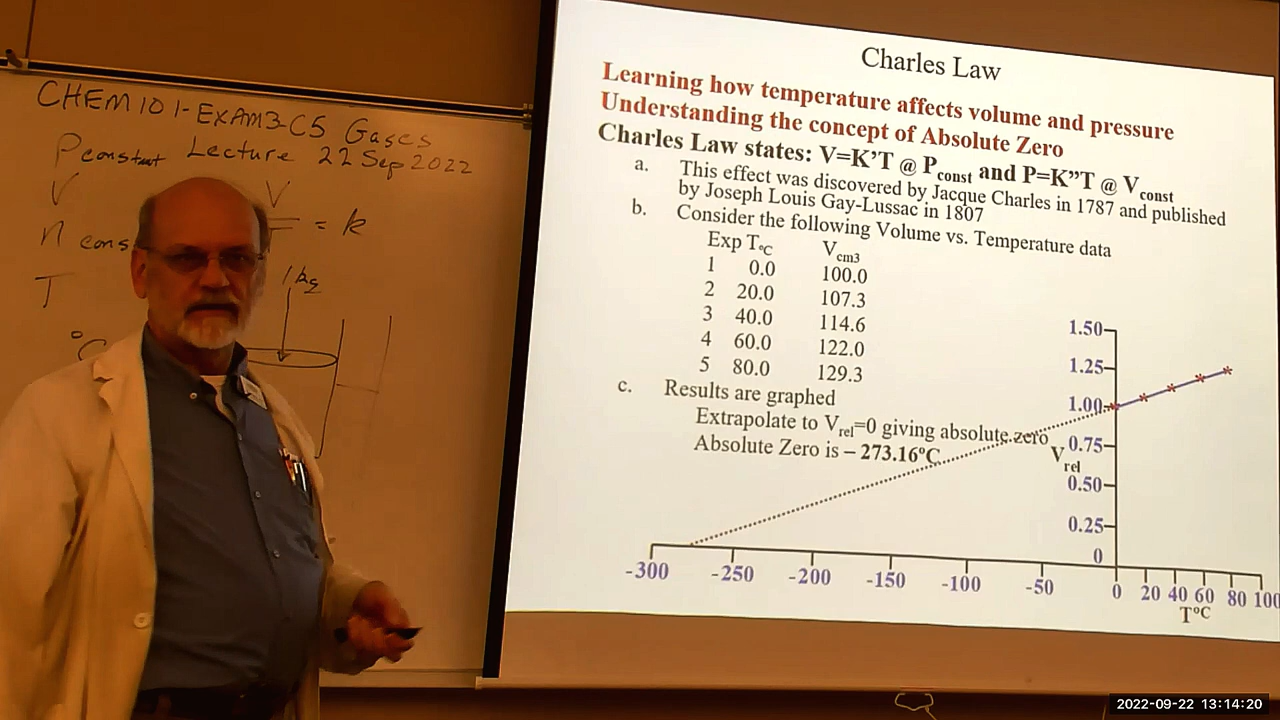 CHEM 101-EXAM3-C5 Gases
Pconstant Lecture 22 Sep 2022
V V
= k
n cons
1 kg
T
°C
Charles Law
Learning how temperature affects volume and pressure
Understanding the concept of Absolute Zero
Charles Law states: V=K’T @ Pconst and P=K”T @ Vconst
a. This effect was discovered by Jacque Charles in 1787 and published
by Joseph Louis Gay-Lussac in 1807
b. Consider the following Volume vs. Temperature data
Exp T°C Vcm3
1 0.0 100.0
2 20.0 107.3
3 40.0 114.6
4 60.0 122.0
5 80.0 129.3
c. Results are graphed
Extrapolate to Vrel=0 giving absolute zero
Absolute Zero is – 273.16°C
1.50
1.25
1.00
0.75
Vrel
0.50
0.25
0
-300 -250 -200 -150 -100 -50 0 20 40 60 80 100
T°C
2022-09-22 13:14:20